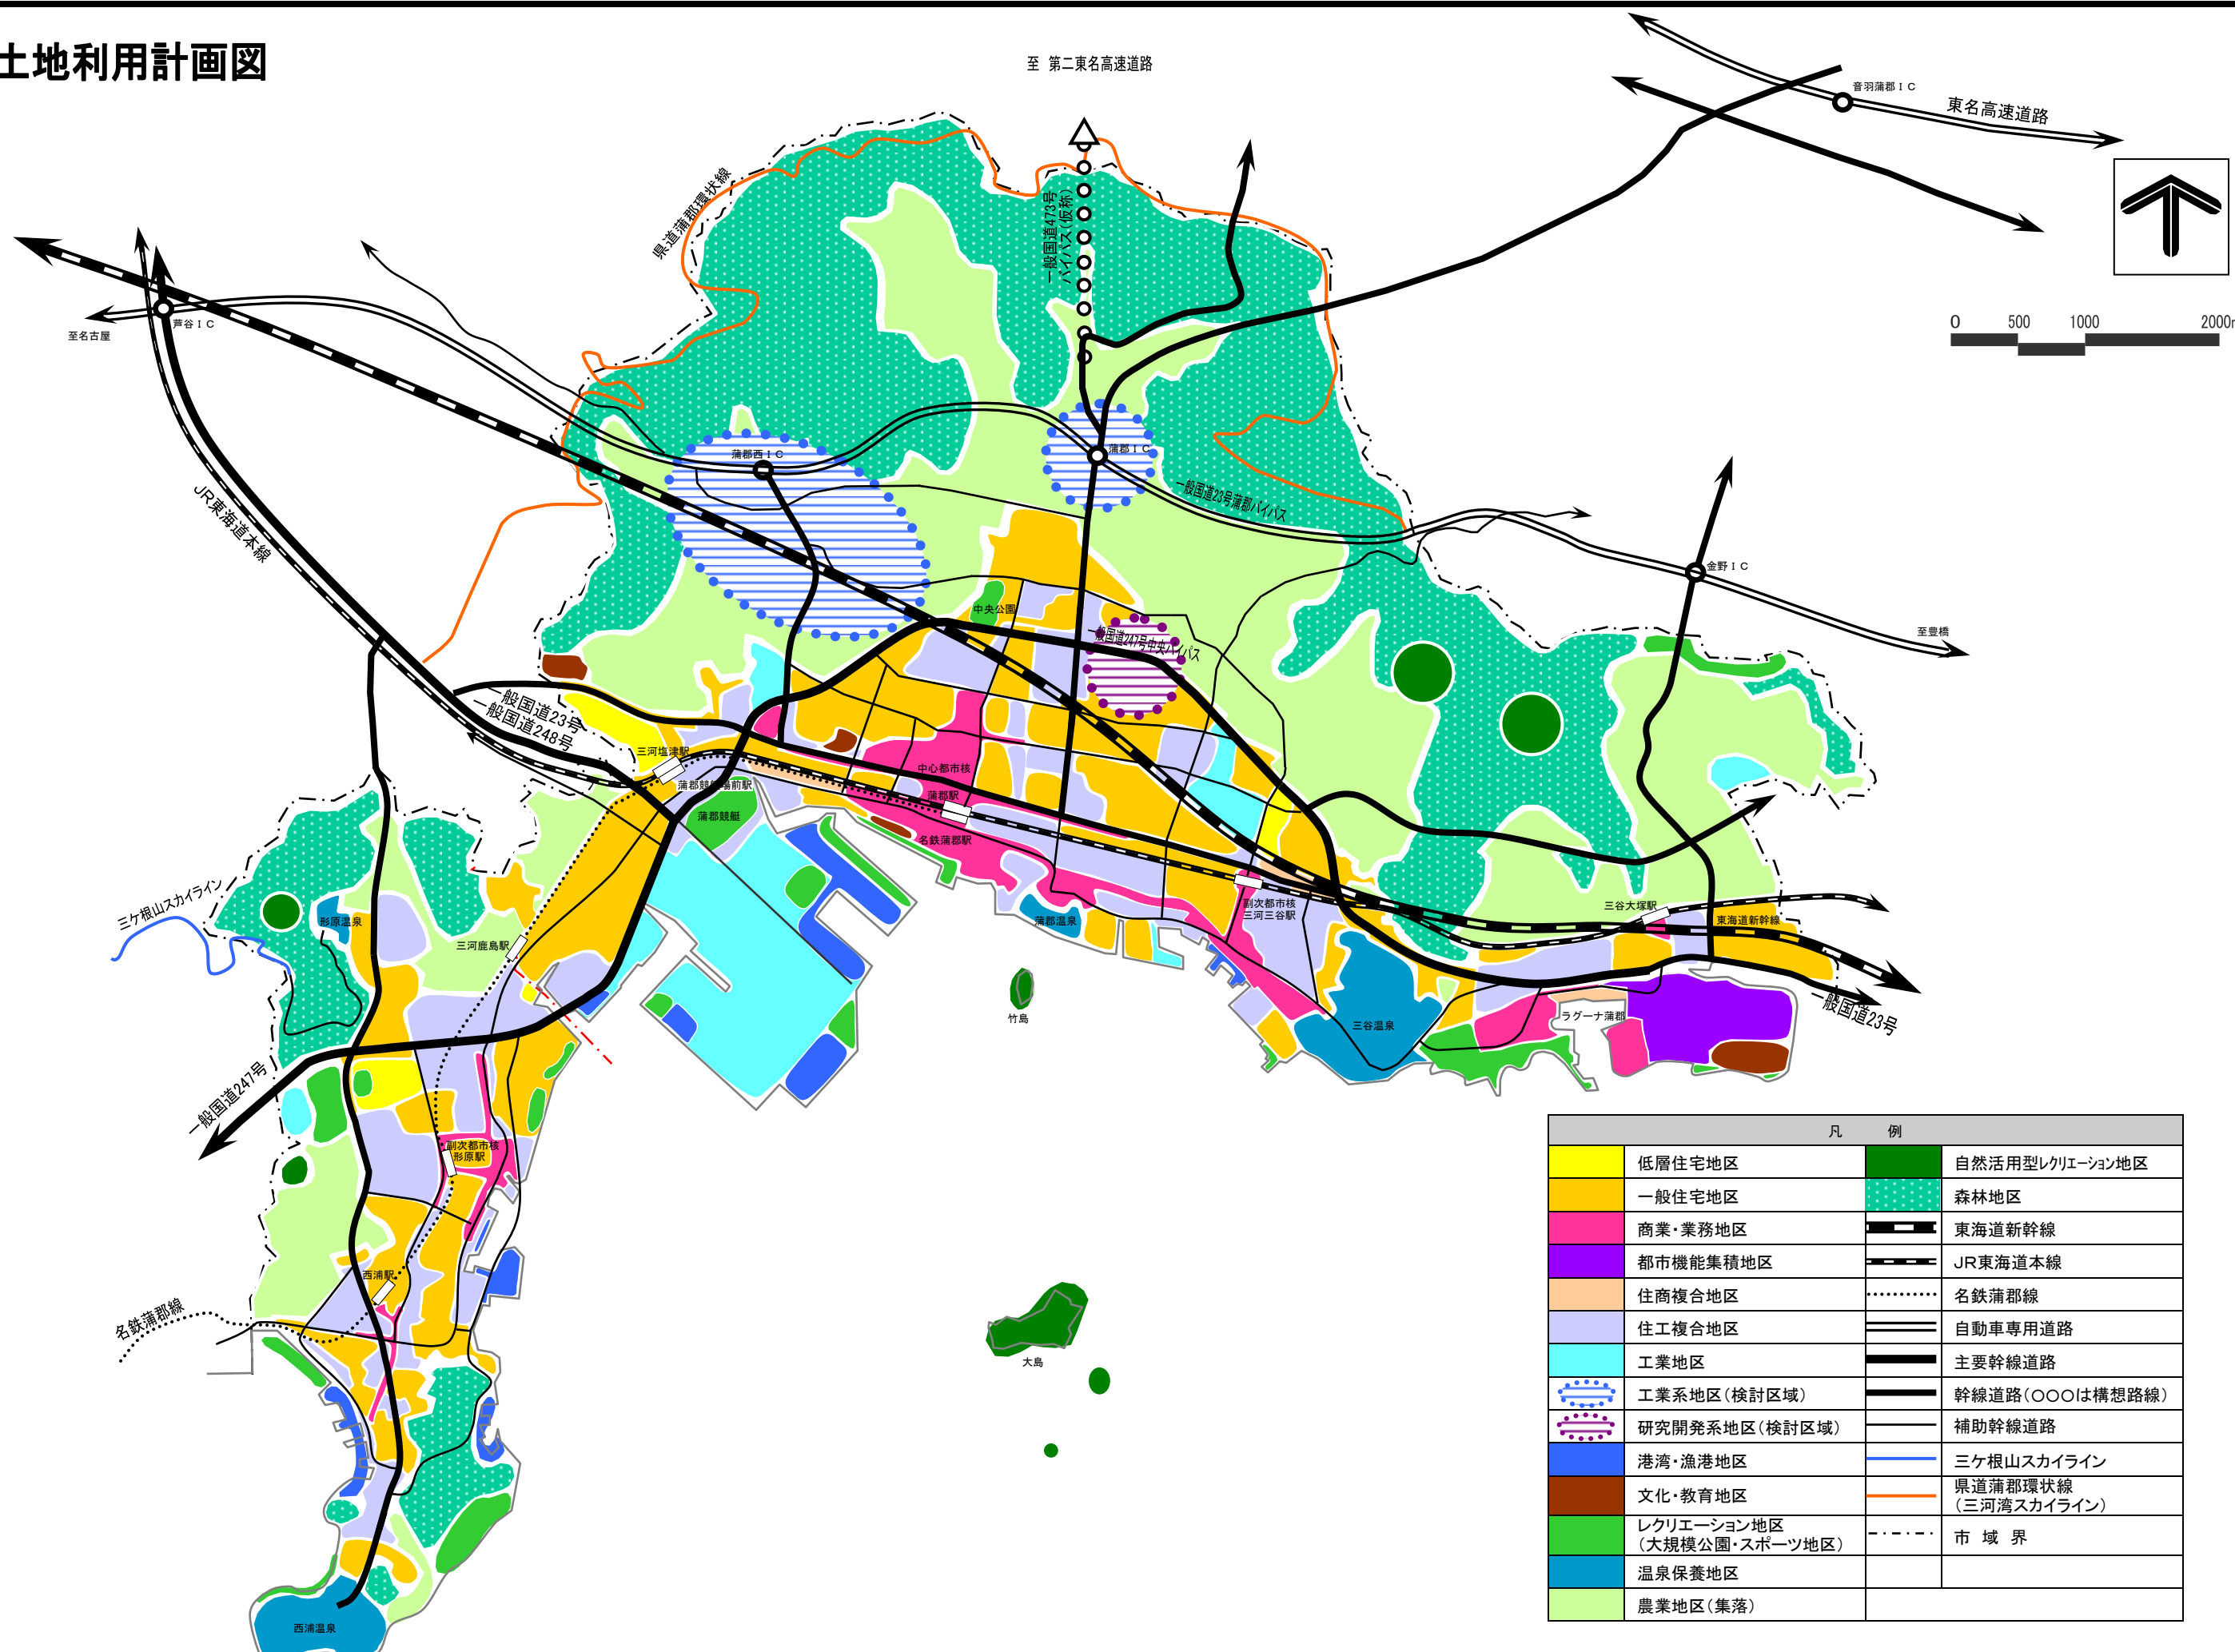 土地利用計画図
至 第二東名高速道路
音羽蒲郡ＩＣ
東名高速道路
県道蒲郡環状線
一般国道473号
バイパス(仮称)
0 500 1000 2000m
芦谷ＩＣ
至名古屋
蒲郡西ＩＣ
蒲郡ＩＣ
一般国道23号蒲郡バイパス
JR東海道本線
金野ＩＣ
至豊橋
中央公園
一般国道247号中央バイパス
一般国道23号
一般国道248号
三河塩津駅
蒲郡競艇場前駅
蒲郡競艇
中心都市核
蒲郡駅
名鉄蒲郡駅
三ケ根山スカイライン
形原温泉
三河鹿島駅
蒲郡温泉
副次都市核
三河三谷駅
三谷大塚駅
東海道新幹線
竹島
三谷温泉
ラグーナ蒲郡
一般国道23号
一般国道247号
副次都市核
形原駅
西浦駅
名鉄蒲郡線
大島
西浦温泉
凡 例
低層住宅地区
自然活用型レクリエーション地区
一般住宅地区
森林地区
商業・業務地区
東海道新幹線
都市機能集積地区
JR東海道本線
住商複合地区
名鉄蒲郡線
住工複合地区
自動車専用道路
工業地区
主要幹線道路
工業系地区(検討区域)
幹線道路(○○○は構想路線)
研究開発系地区(検討区域)
補助幹線道路
港湾・漁港地区
三ケ根山スカイライン
文化・教育地区
県道蒲郡環状線
(三河湾スカイライン)
レクリエーション地区
(大規模公園・スポーツ地区)
市 域 界
温泉保養地区
農業地区(集落)